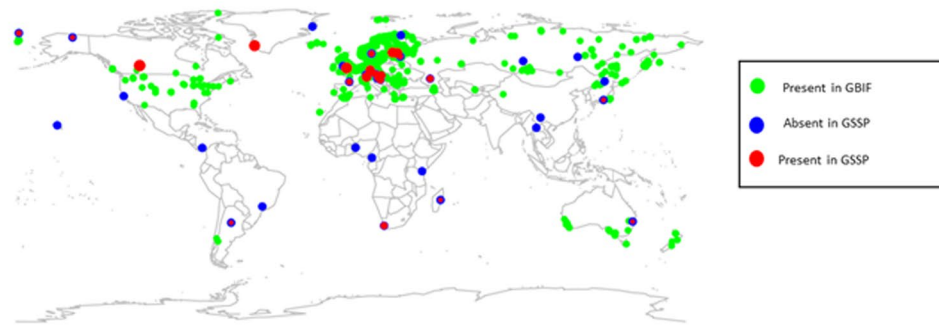 Present in GBIF
Absent in GSSP
Present in GSSP